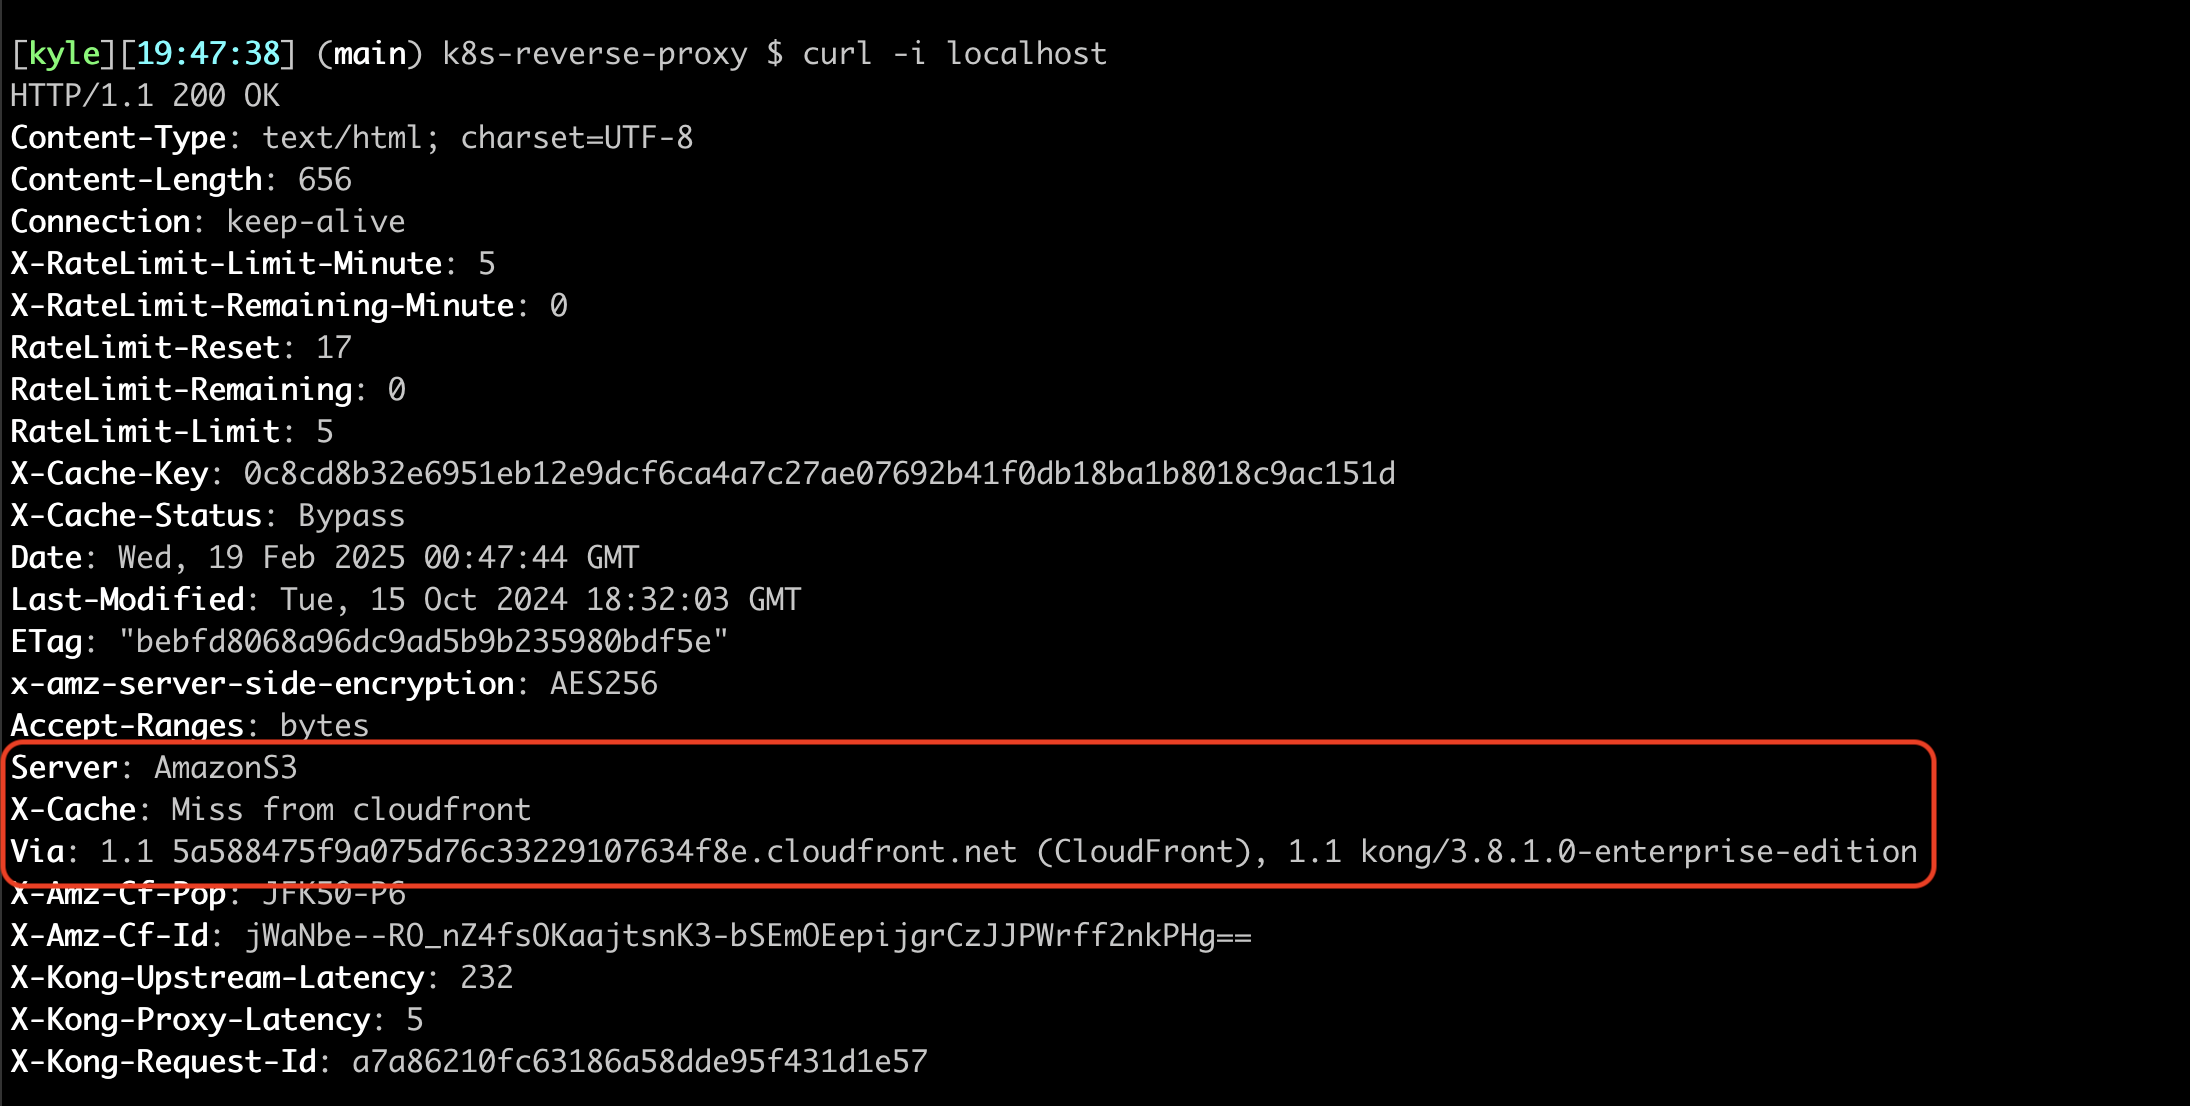 [kyle][19:47:38] (main) k8s-reverse-proxy $ curl -i localhost
HTTP/1.1 200 OK
Content-Type: text/html; charset=UTF-8
Content-Length: 656
Connection: keep-alive
X-RateLimit-Limit-Minute: 5
X-RateLimit-Remaining-Minute: 0
RateLimit-Reset: 17
RateLimit-Remaining: 0
RateLimit-Limit: 5
X-Cache-Key: 0c8cd8b32e6951eb12e9dcf6ca4a7c27ae07692b41f0db18ba1b8018c9ac151d
X-Cache-Status: Bypass
Date: Wed, 19 Feb 2025 00:47:44 GMT
Last-Modified: Tue, 15 Oct 2024 18:32:03 GMT
ETag: "bebfd8068a96dc9ad5b9b235980bdf5e"
x-amz-server-side-encryption: AES256
Accept-Ranges: bytes
Server: AmazonS3
X-Cache: Miss from cloudfront
Via: 1.1 5a588475f9a075d76c33229107634f8e.cloudfront.net (CloudFront), 1.1 kong/3.8.1.0-enterprise-edition
X-Amz-Cf-Pop: JFK50-P6
X-Amz-Cf-Id: jWaNbe--RO_nZ4fsOKaajtsnK3-bSEmOEepijgrCzJJPWrff2nkPHg==
X-Kong-Upstream-Latency: 232
X-Kong-Proxy-Latency: 5
X-Kong-Request-Id: a7a86210fc63186a58dde95f431d1e57